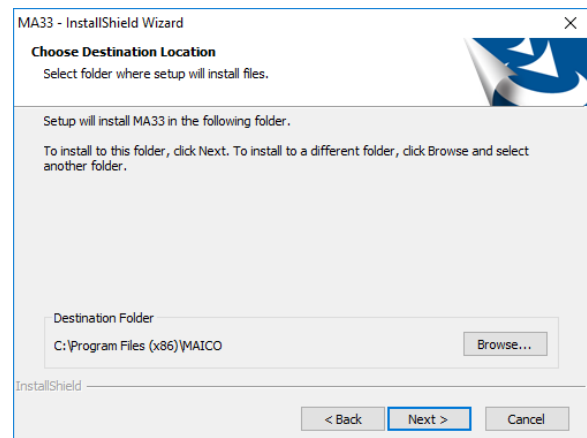 MA33 - InstallShield Wizard
Choose Destination Location
Select folder where setup will install files.
Setup will install MA33 in the following folder.
To install to this folder, click Next. To install to a different folder, click Browse and select
another folder.
Destination Folder
C:\Program Files (x86)\MAICO
Browse...
InstallShield
< Back
Next >
Cancel